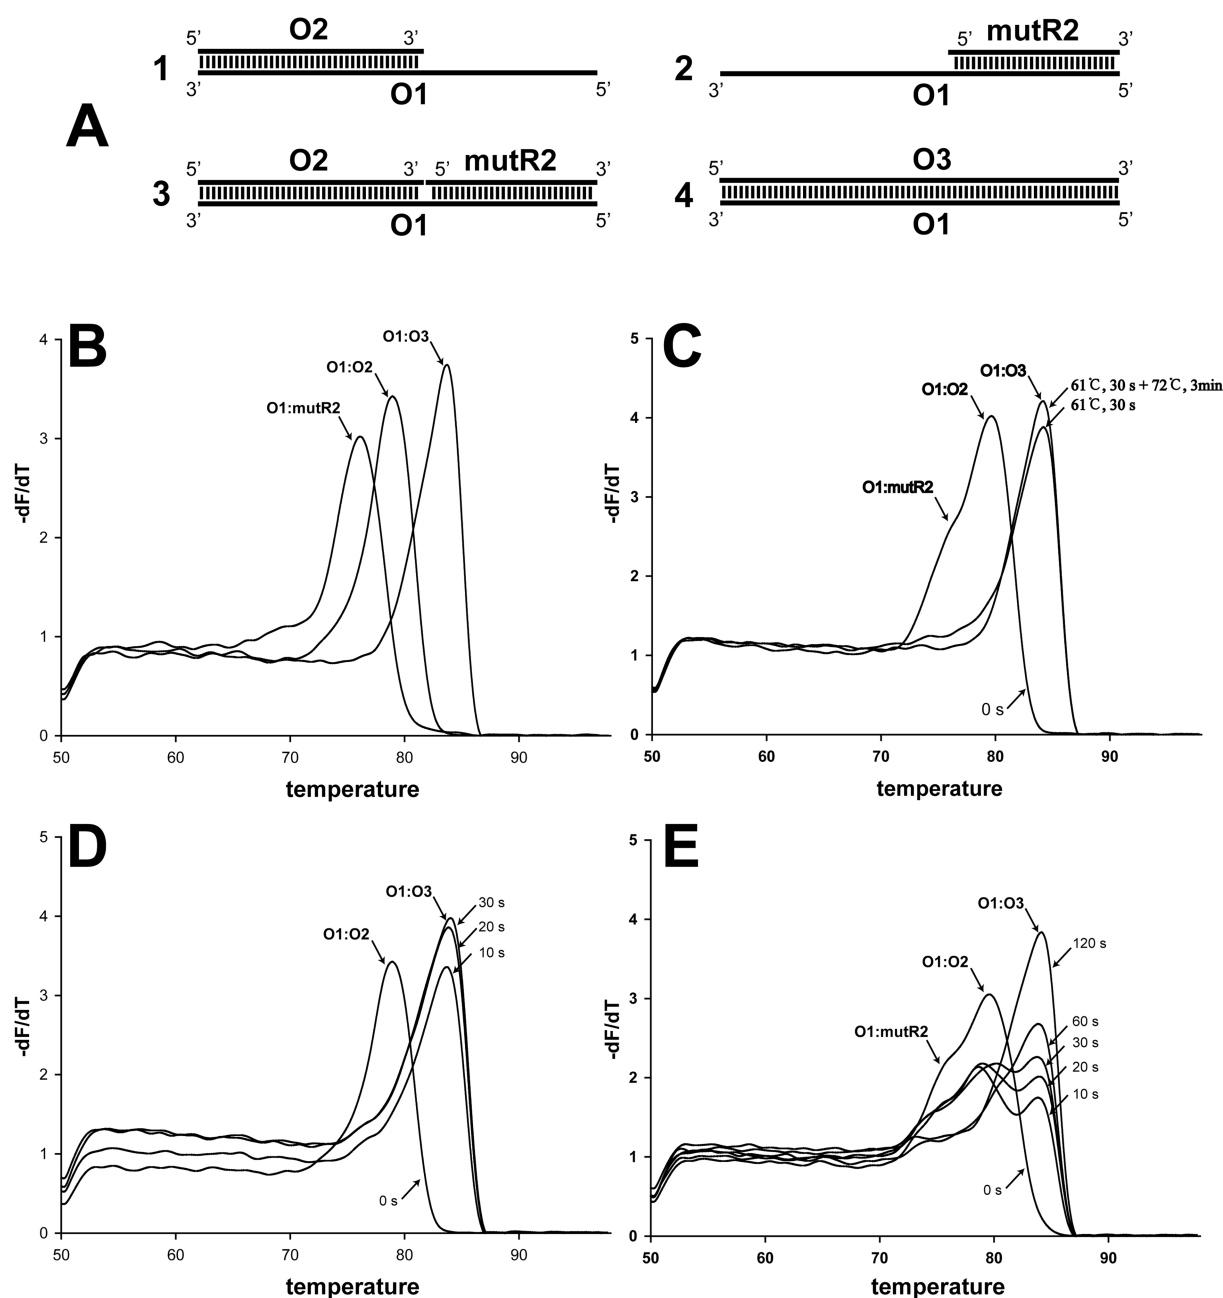 A
1
5’ O2 3’
3’ O1 5’
2
5’ mutR2 3’
3’ O1 5’
3
5’ O2 3’ 5’ mutR2 3’
3’ O1 5’
4
5’ O3 3’
3’ O1 5’
B
-dF/dT
4
3
2
1
0
50 60 70 80 90
temperature
O1:O3
O1:O2
O1:mutR2
C
-dF/dT
5
4
3
2
1
0
50 60 70 80 90
temperature
O1:O3
O1:O2
O1:mutR2
61℃, 30 s + 72℃, 3min
61℃, 30 s
0 s
D
-dF/dT
5
4
3
2
1
0
50 60 70 80 90
temperature
O1:O3
O1:O2
30 s
20 s
10 s
0 s
E
-dF/dT
5
4
3
2
1
0
50 60 70 80 90
temperature
O1:O3
O1:O2
O1:mutR2
120 s
60 s
30 s
20 s
10 s
0 s